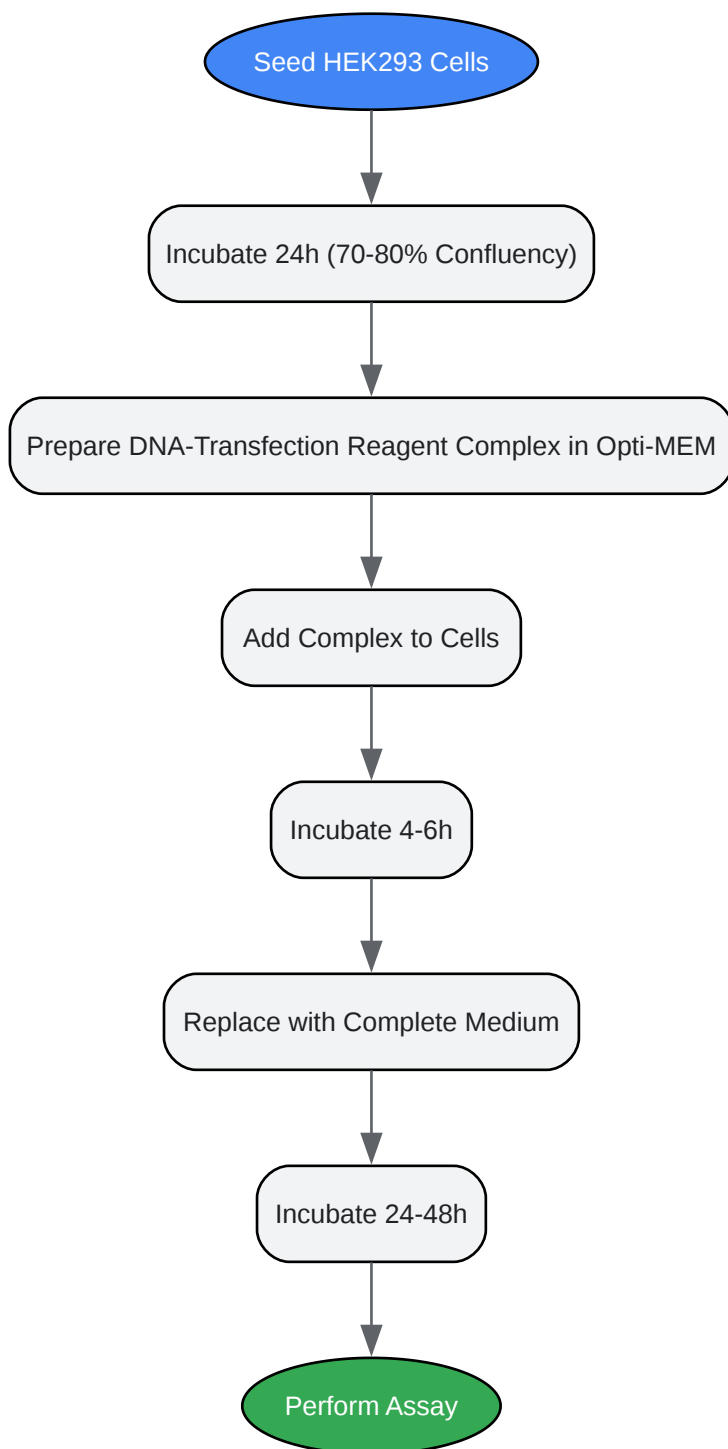 Seed HEK293 Cells
Incubate 24h (70-80% Confluency)
Prepare DNA-Transfection Reagent Complex in Opti-MEM
Add Complex to Cells
Incubate 4-6h
Replace with Complete Medium
Incubate 24-48h
Perform Assay